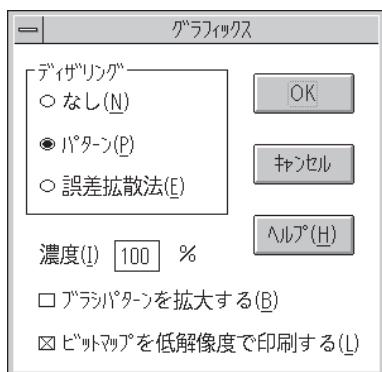 ｸﾞﾗﾌｨｯｸｽ
ﾃﾞｨｻﾞﾘﾝｸﾞ
なし(N)
ﾊﾟﾀｰﾝ(P)
誤差拡散法(E)
OK
ｷｬﾝｾﾙ
ﾍﾙﾌﾟ(H)
濃度(I) 100 %
ﾌﾞﾗｼﾊﾟﾀｰﾝを拡大する(B)
ﾋﾞｯﾄﾏｯﾌﾟを低解像度で印刷する(L)